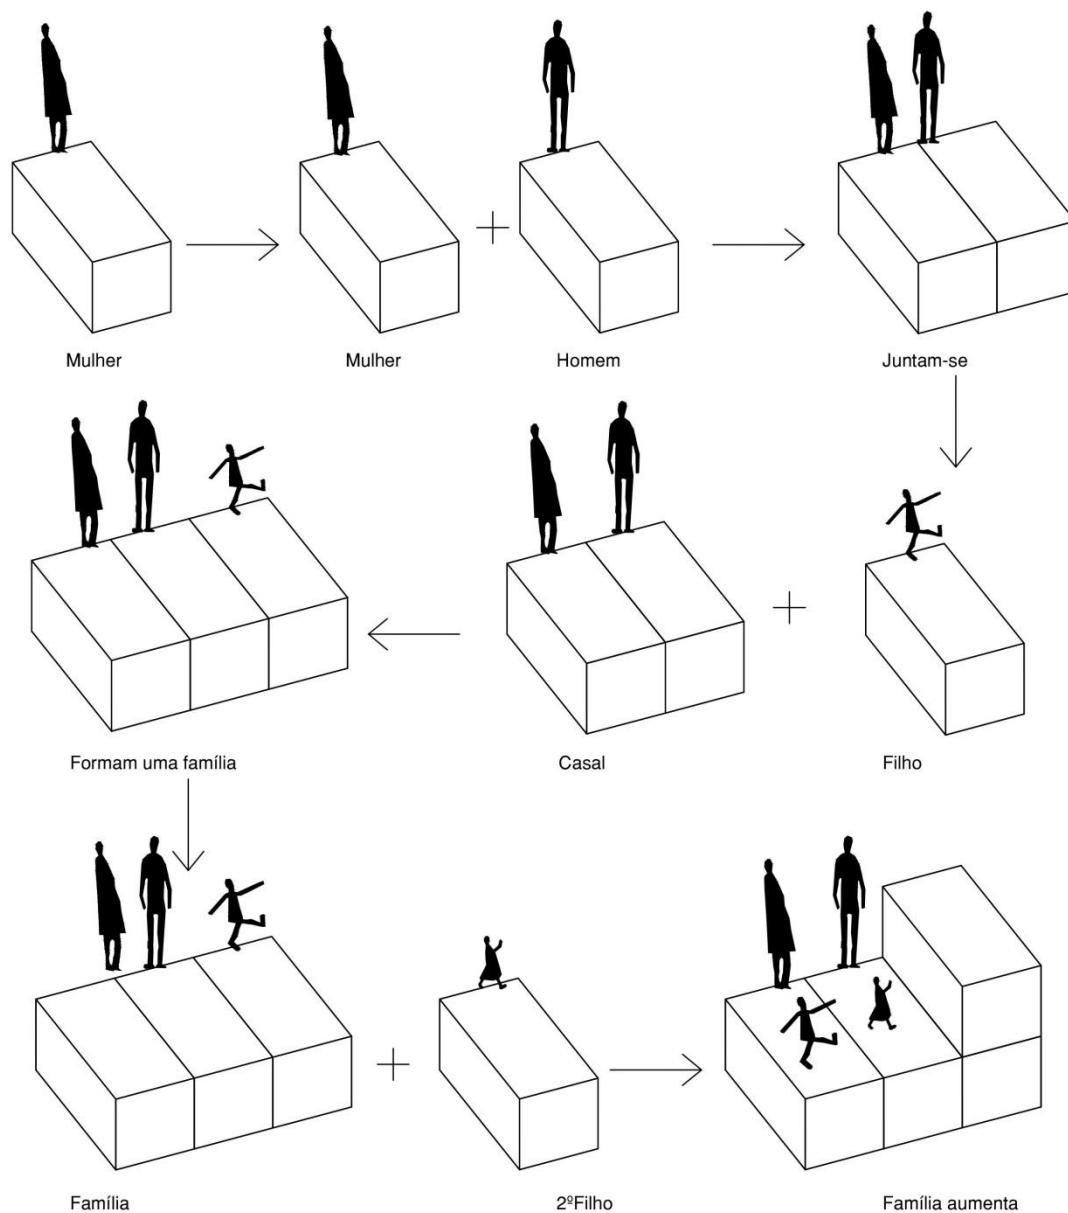 Mulher
Mulher
Homem
Juntam-se
Formam uma família
Casal
Filho
Família
2ºFilho
Família aumenta